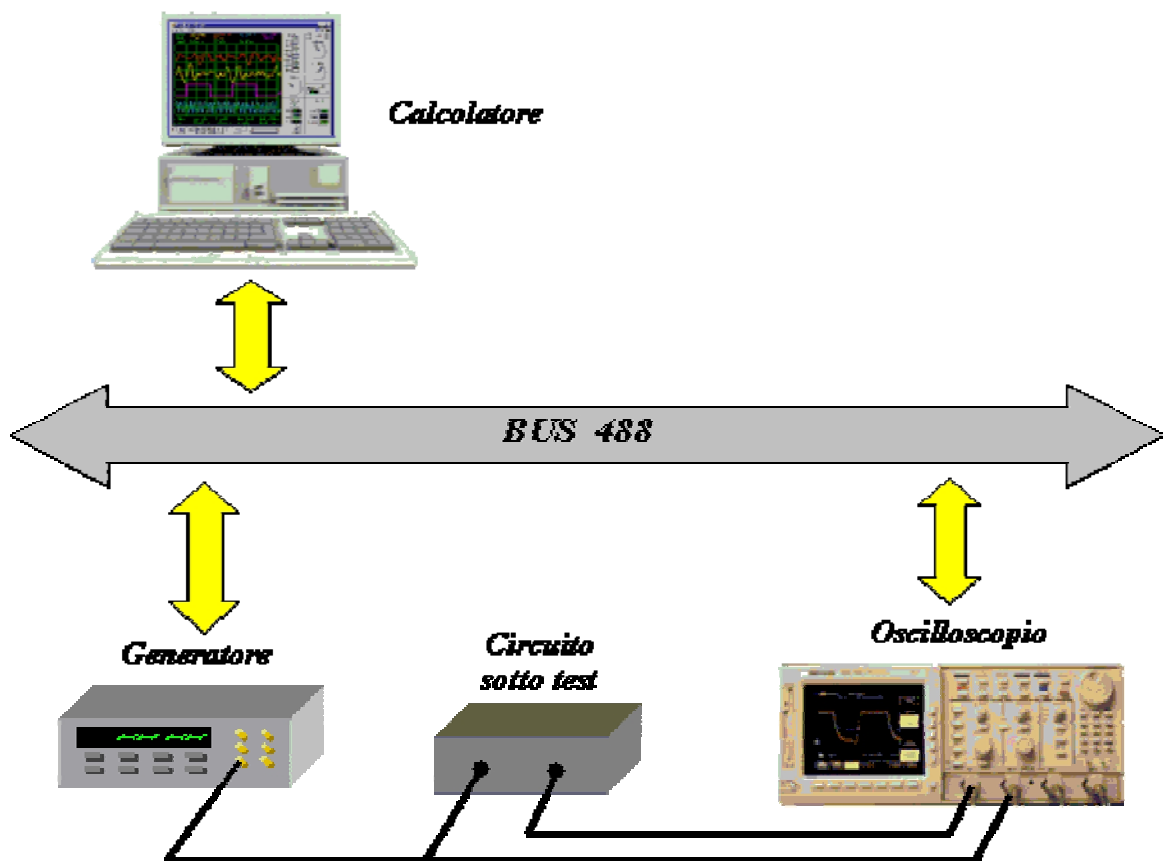 Calcolatore
BUS 488
Generatore
Circuito
sotto test
Oscilloscopio